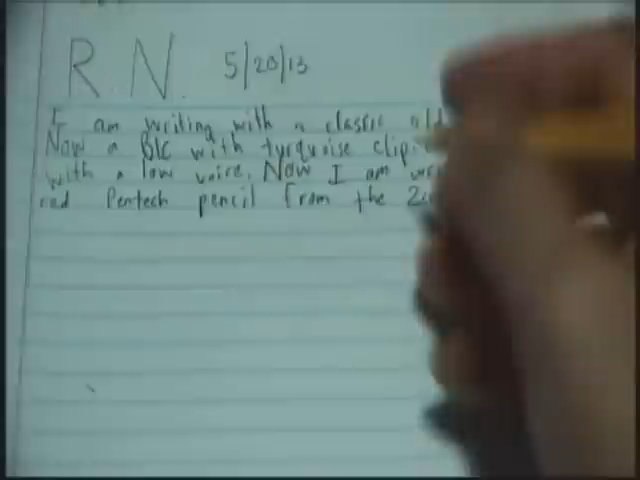 R.N. 5/20/13
I am writing with a classic old
Now a BIC with turquoise clip.
with a low voice. Now I am
red Pentech pencil from the